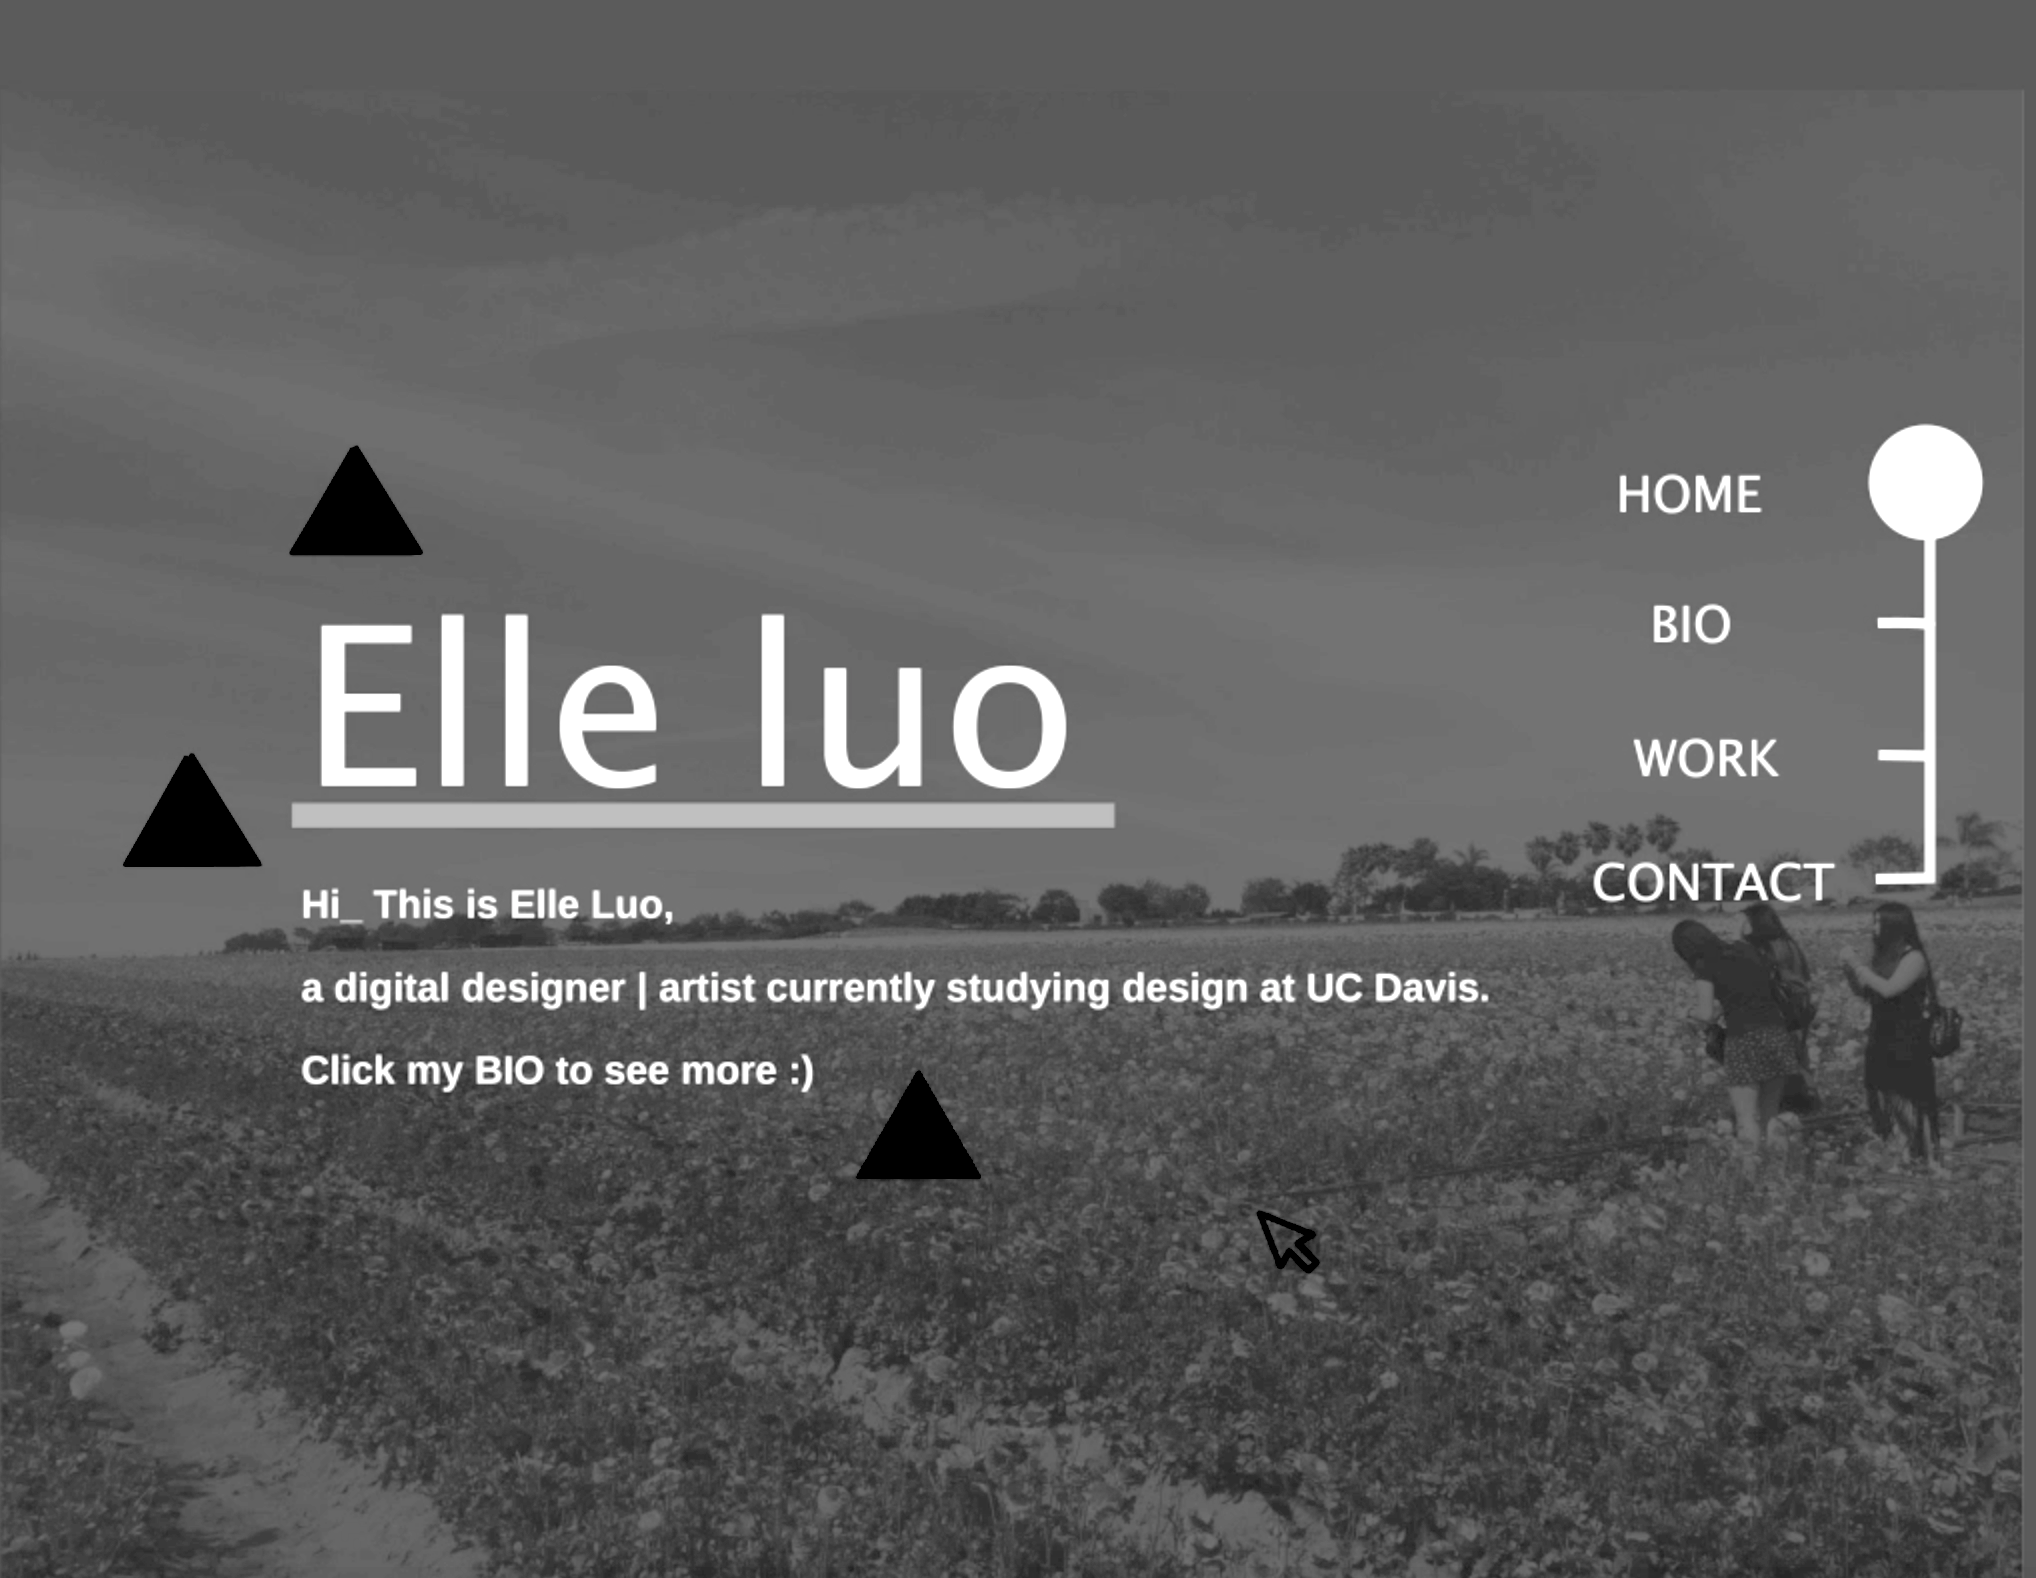 HOME
BIO
Elle luo
WORK
CONTACT
Hi_ This is Elle Luo,
a digital designer | artist currently studying design at UC Davis.
Click my BIO to see more :)